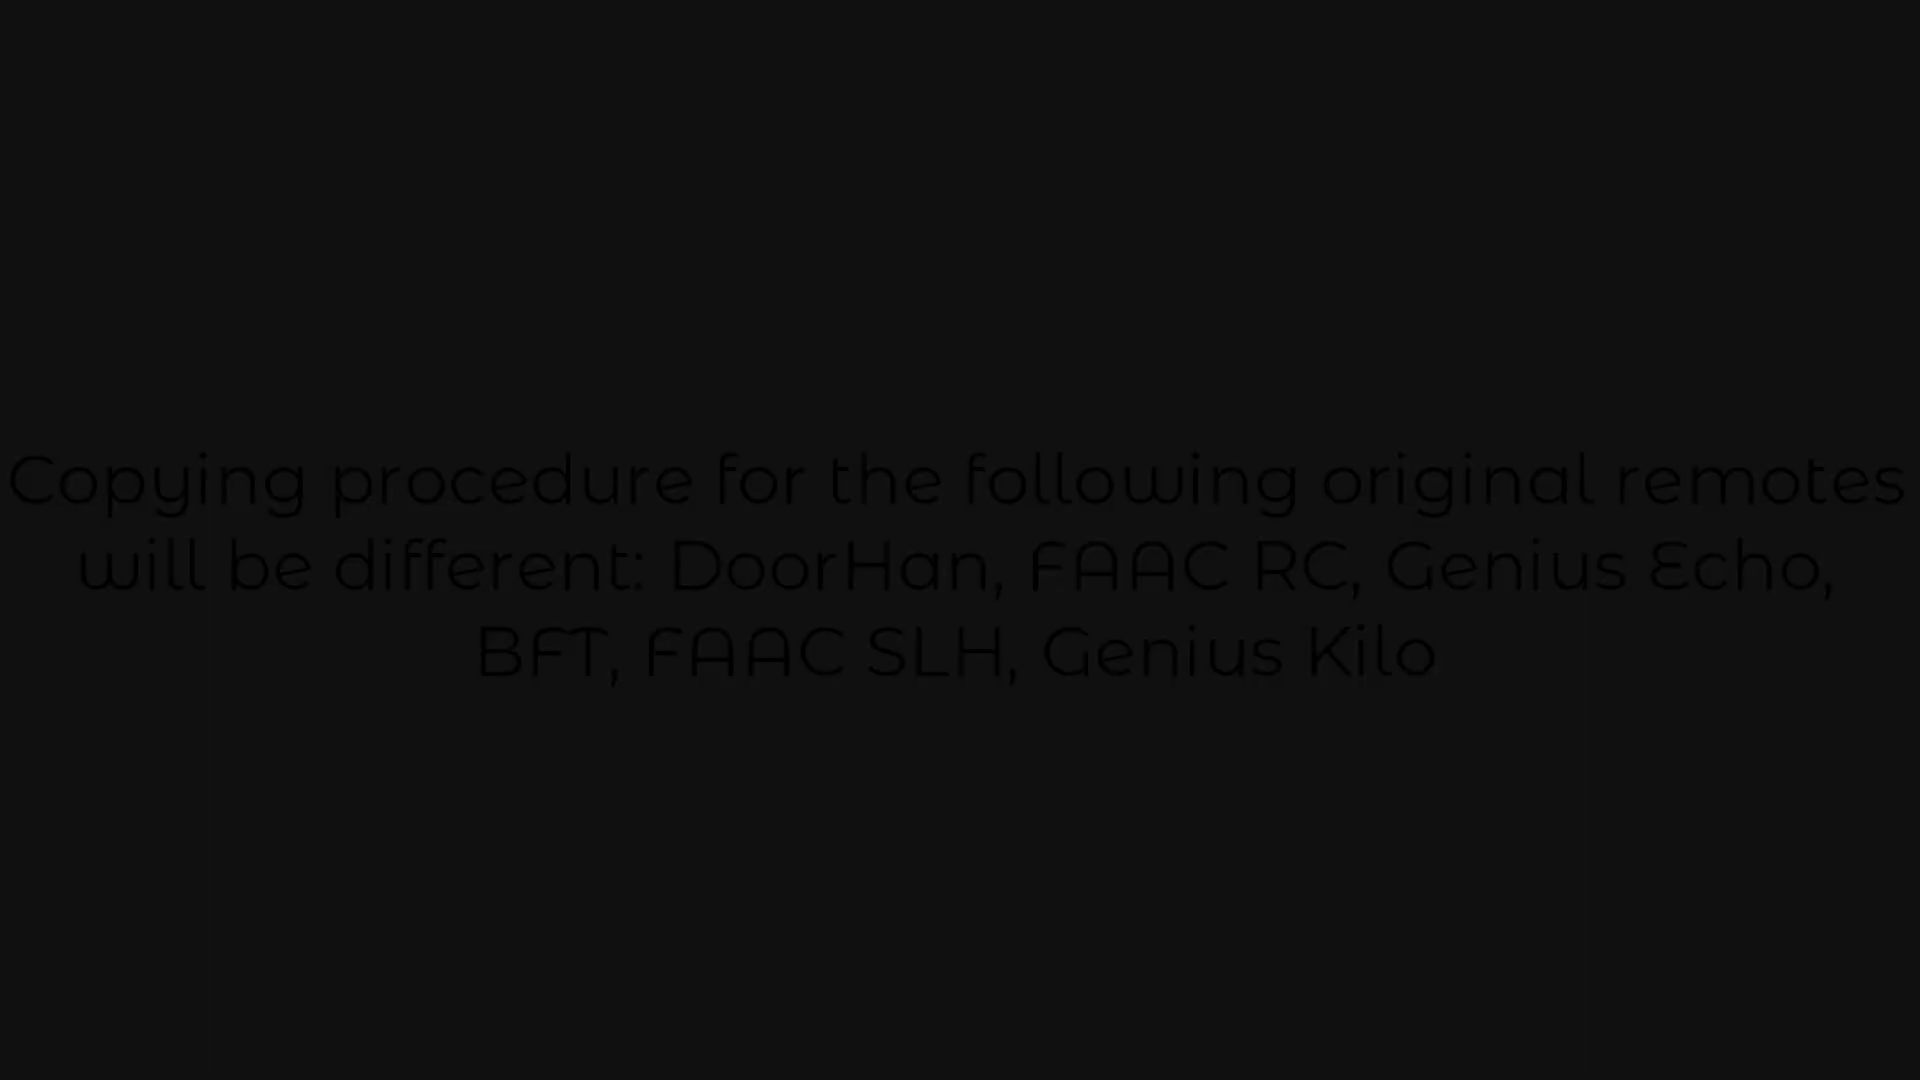 Copying procedure for the following original remotes
will be different: DoorHan, FAAC RC, Genius Echo,
BFT, FAAC SLH, Genius Kilo